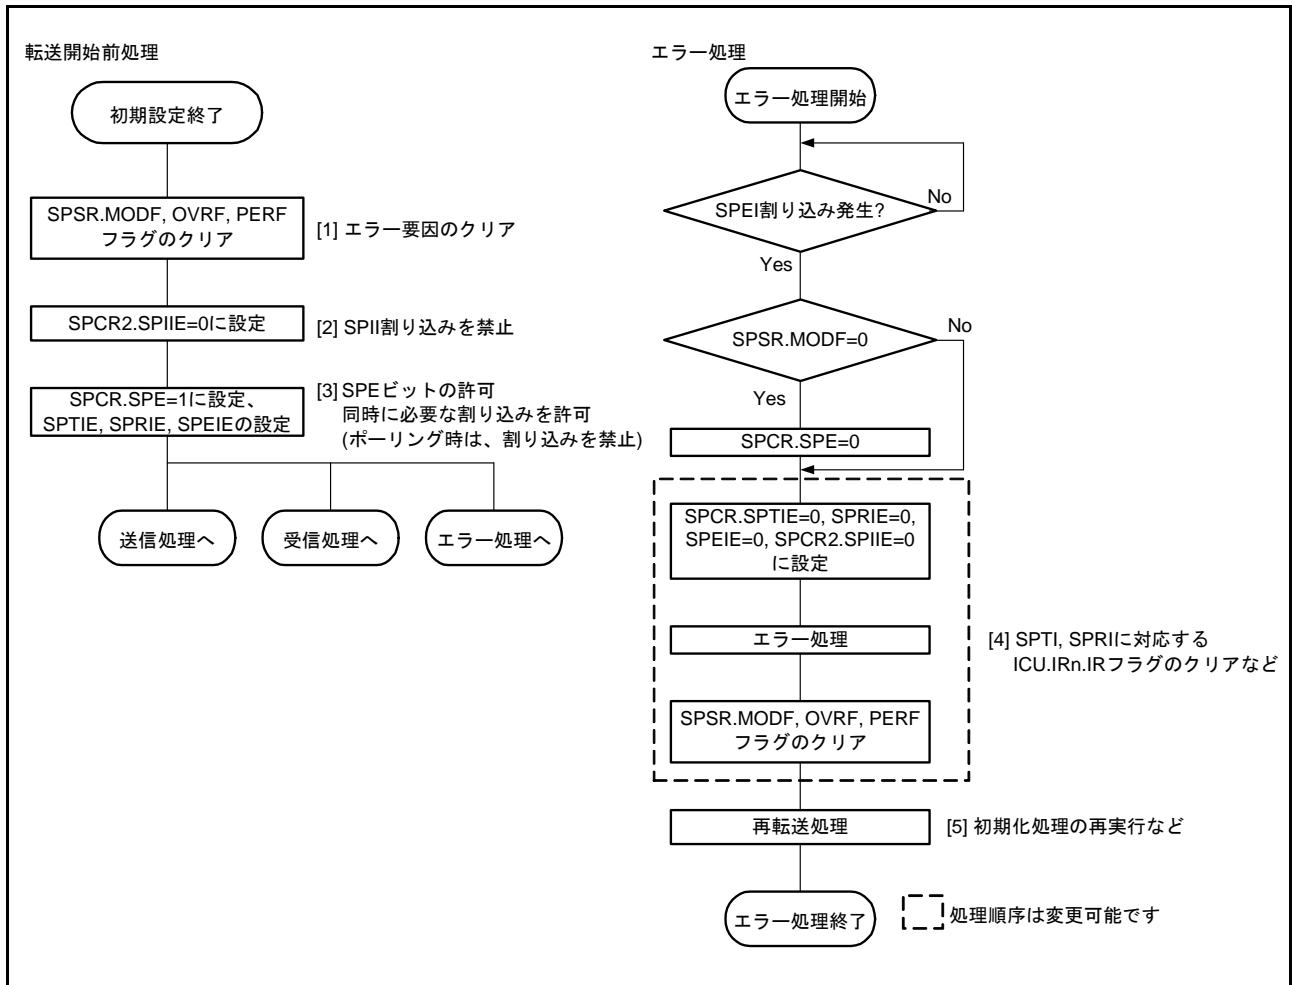 転送開始前処理
初期設定終了
SPSR.MODF, OVRF, PERF
フラグのクリア
[1] エラー要因のクリア
SPCR2.SPIIE=0に設定
[2] SPII割り込みを禁止
SPCR.SPE=1に設定、
SPTIE, SPRIE, SPEIEの設定
[3] SPEビットの許可
同時に必要な割り込みを許可
(ポーリング時は、割り込みを禁止)
送信処理へ
受信処理へ
エラー処理へ
エラー処理
エラー処理開始
SPEI割り込み発生?
No
Yes
SPSR.MODF=0
No
Yes
SPCR.SPE=0
SPCR.SPTIE=0, SPRIE=0,
SPEIE=0, SPCR2.SPIIE=0
に設定
エラー処理
[4] SPTI, SPRIに対応する
ICU.IRn.IRフラグのクリアなど
SPSR.MODF, OVRF, PERF
フラグのクリア
再転送処理
[5] 初期化処理の再実行など
エラー処理終了
処理順序は変更可能です